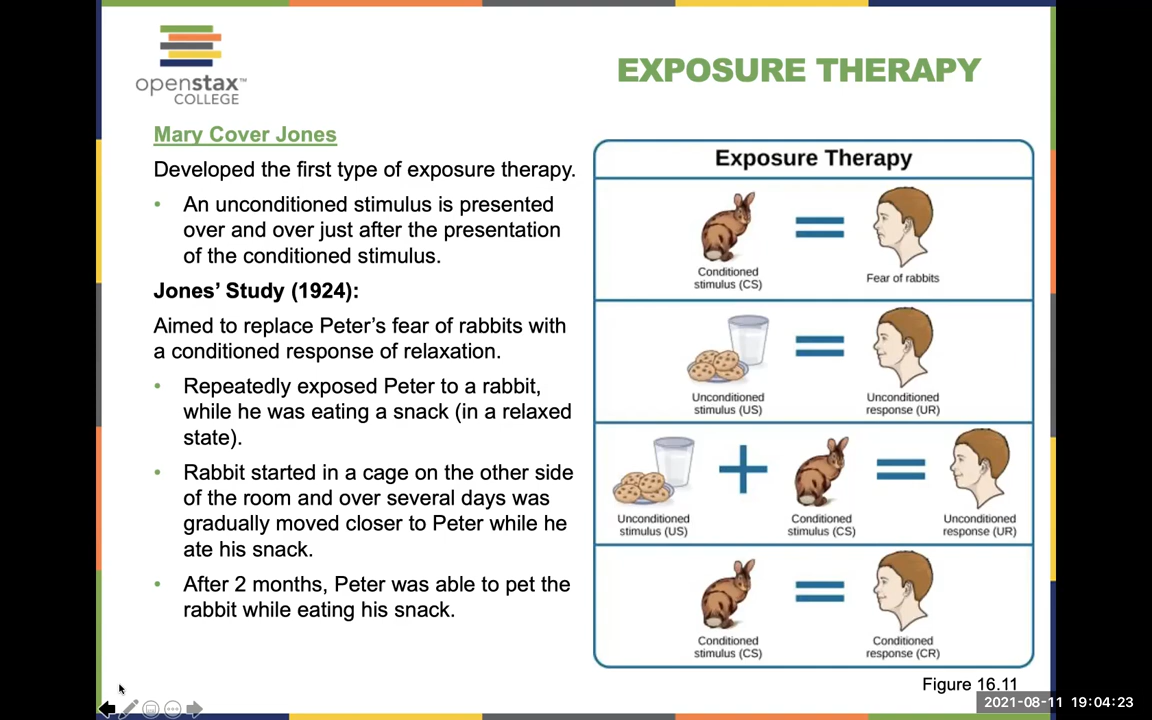 openstax™
COLLEGE
EXPOSURE THERAPY
Mary Cover Jones
Developed the first type of exposure therapy.
• An unconditioned stimulus is presented
over and over just after the presentation
of the conditioned stimulus.
Jones' Study (1924):
Aimed to replace Peter's fear of rabbits with
a conditioned response of relaxation.
• Repeatedly exposed Peter to a rabbit,
while he was eating a snack (in a relaxed
state).
• Rabbit started in a cage on the other side
of the room and over several days was
gradually moved closer to Peter while he
ate his snack.
• After 2 months, Peter was able to pet the
rabbit while eating his snack.
Exposure Therapy
Conditioned
stimulus (CS)
Fear of rabbits
Unconditioned
stimulus (US)
Unconditioned
response (UR)
Unconditioned
stimulus (US)
Conditioned
stimulus (CS)
Unconditioned
response (UR)
Conditioned
stimulus (CS)
Conditioned
response (CR)
Figure 16.11
2021-08-11 19:04:23